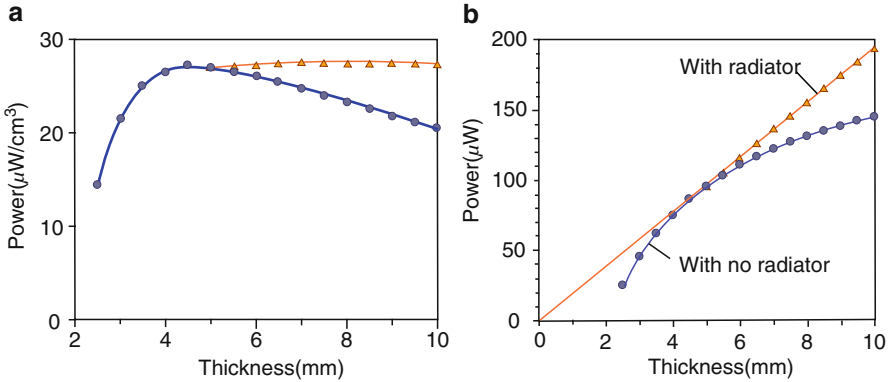 a
30
20
10
2
2
4
6
8
10
Power(μW/cm³)
Thickness(mm)
b
200
150
100
50
0
0
2
4
6
8
10
Power(μW)
Thickness(mm)
With radiator
With no radiator